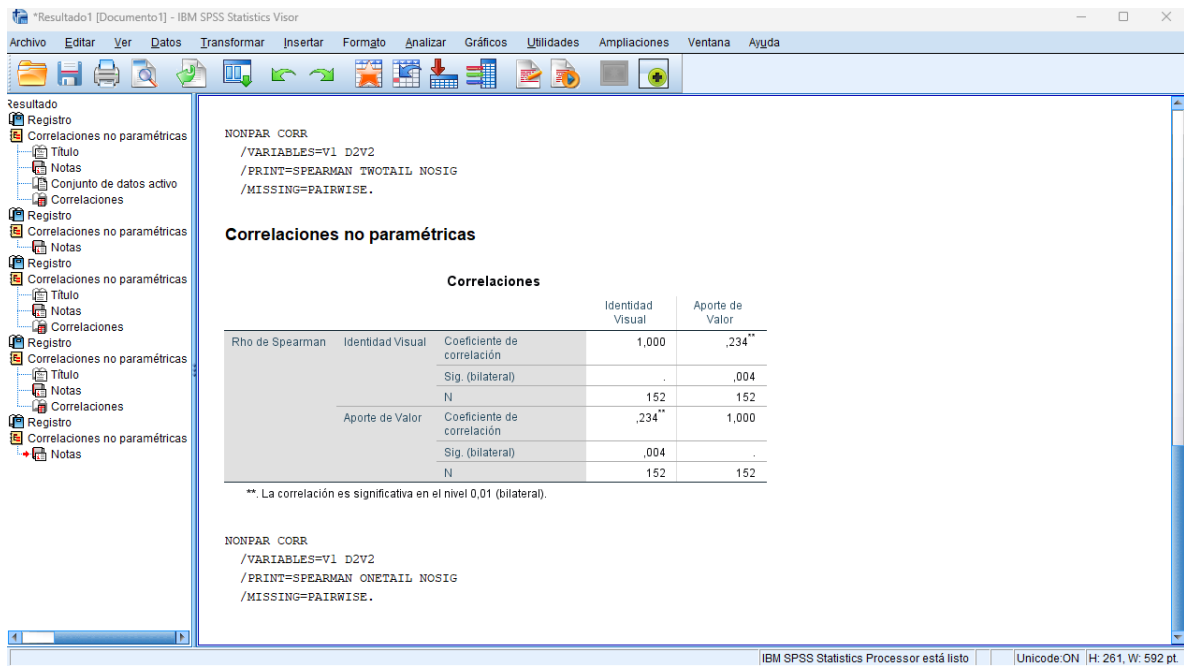 *Resultado1 [Documento1] - IBM SPSS Statistics Visor
Archivo Editar Ver Datos Transformar Insertar Formato Analizar Gráficos Utilidades Ampliaciones Ventana Ayuda
Resultado
Registro
Correlaciones no paramétricas
Título
Notas
Conjunto de datos activo
Correlaciones
Registro
Correlaciones no paramétricas
Notas
Registro
Correlaciones no paramétricas
Título
Notas
Correlaciones
Registro
Correlaciones no paramétricas
Título
Notas
Correlaciones
Registro
Correlaciones no paramétricas
Notas
NONPAR CORR
/VARIABLES=V1 D2V2
/PRINT=SPEARMAN TWOTAIL NOSIG
/MISSING=PAIRWISE.
Correlaciones no paramétricas
Correlaciones
Identidad Aporte de
Visual Valor
Rho de Spearman Identidad Visual Coeficiente de 1,000 ,234**
correlación
Sig. (bilateral) . ,004
N 152 152
Aporte de Valor Coeficiente de ,234** 1,000
correlación
Sig. (bilateral) ,004 .
N 152 152
**. La correlación es significativa en el nivel 0,01 (bilateral).
NONPAR CORR
/VARIABLES=V1 D2V2
/PRINT=SPEARMAN ONETAIL NOSIG
/MISSING=PAIRWISE.
IBM SPSS Statistics Processor está listo Unicode:ON H: 261, W: 592 pt.